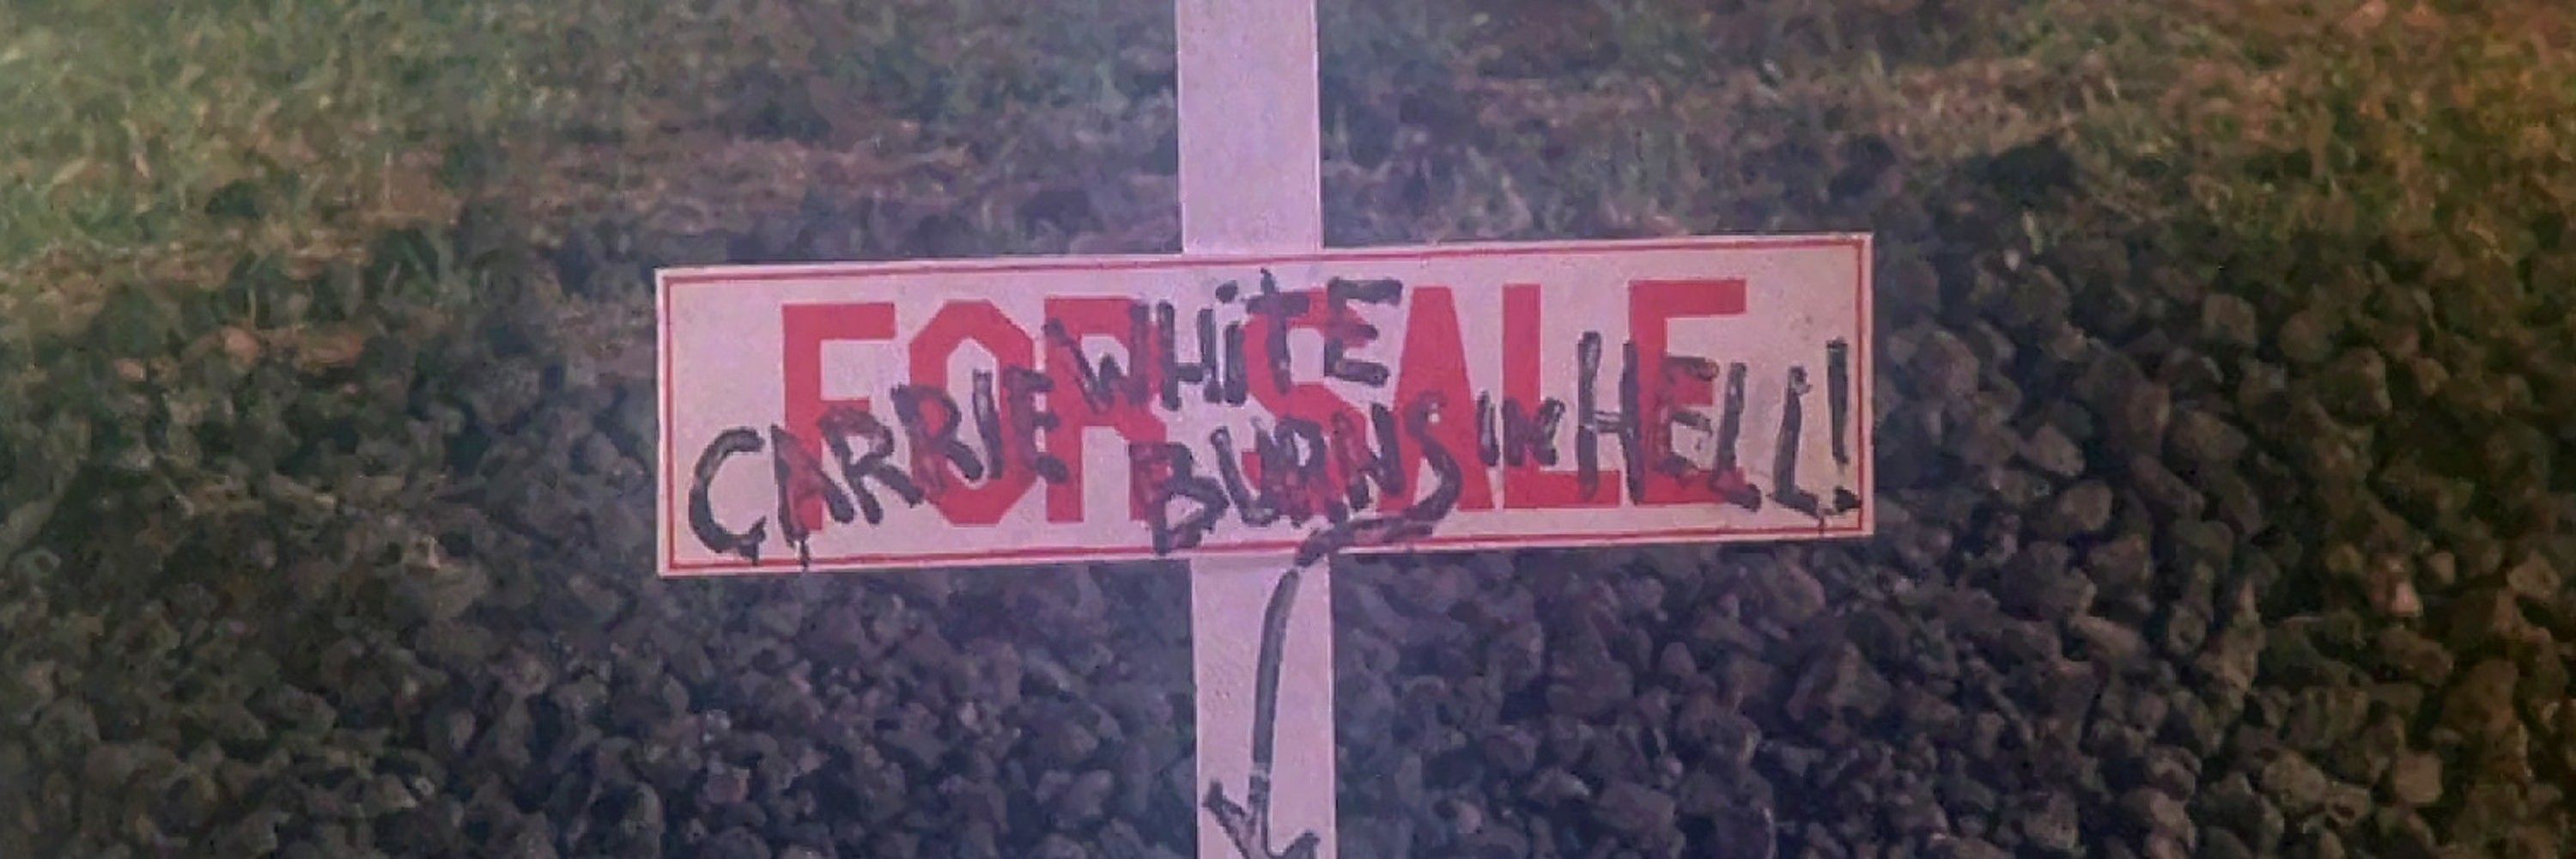 FOR SALE
CARRIE WHiTE BURNS IN HELL!